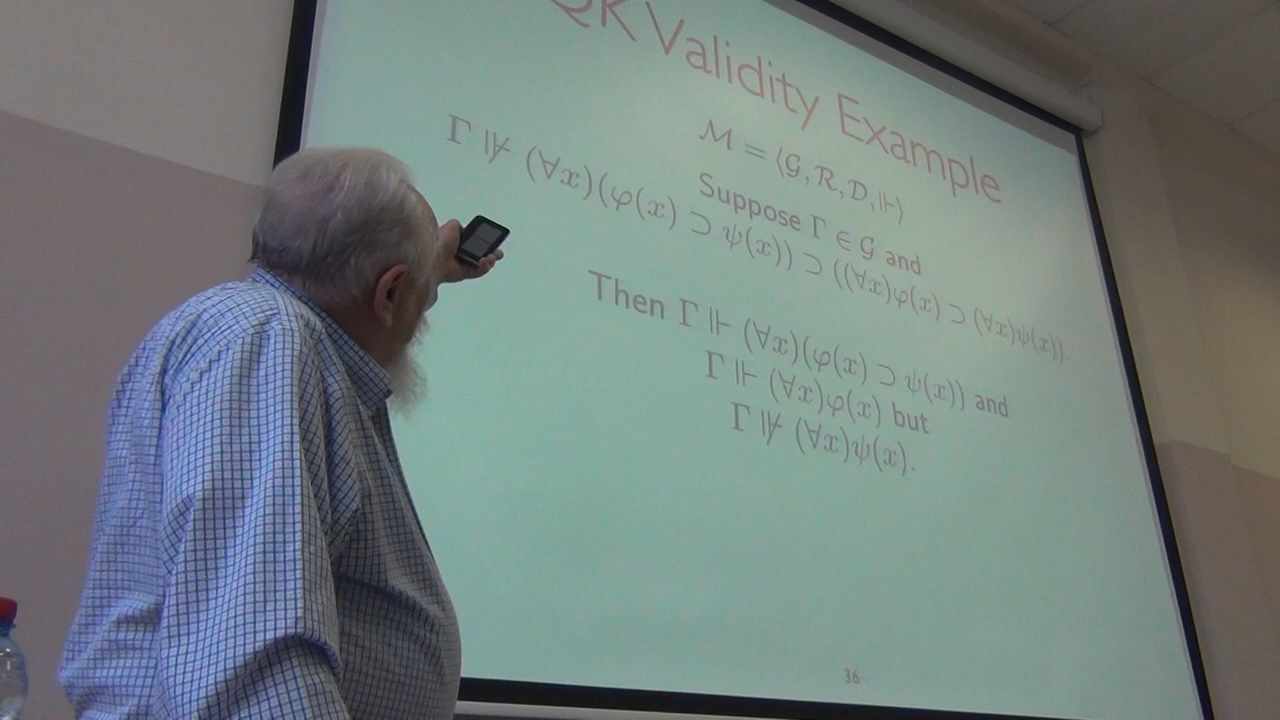 QK Validity Example
ℳ = ⟨𝒢, ℛ, 𝒟, ⊩⟩
Suppose Γ ∈ 𝒢 and
Γ ⊮ (∀x)(φ(x) ⊃ ψ(x)) ⊃ ((∀x)φ(x) ⊃ (∀x)ψ(x)).
Then Γ ⊩ (∀x)(φ(x) ⊃ ψ(x)) and
Γ ⊩ (∀x)φ(x) but
Γ ⊮ (∀x)ψ(x).
36